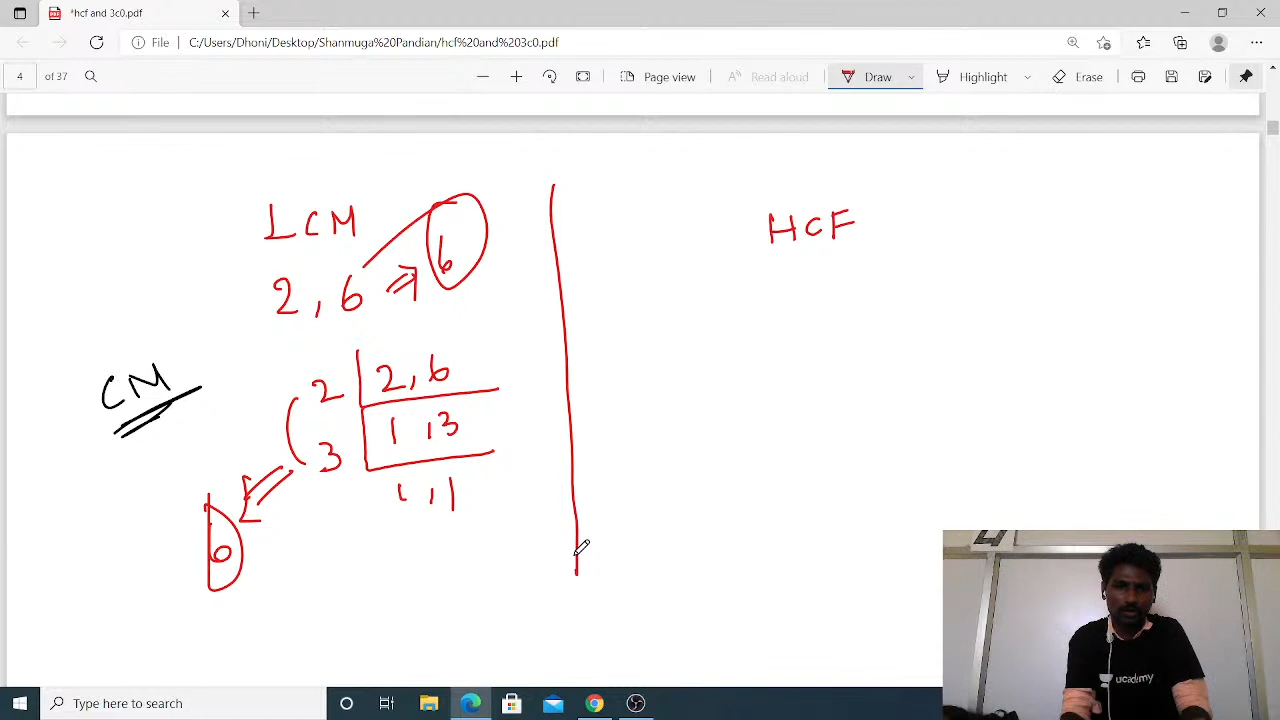 *hcf and 3c0.pdf
File
C:/Users/Dhoni/Desktop/Shanmuga%20Pandian/hcf%20and%203c0.pdf
4 of 37
Page view
Read aloud
Draw
Highlight
Erase
LCM
2, 6 ⇒ 6
CM
2 2, 6
3 1, 3
1, 1
6
HCF
ucademy
Type here to search